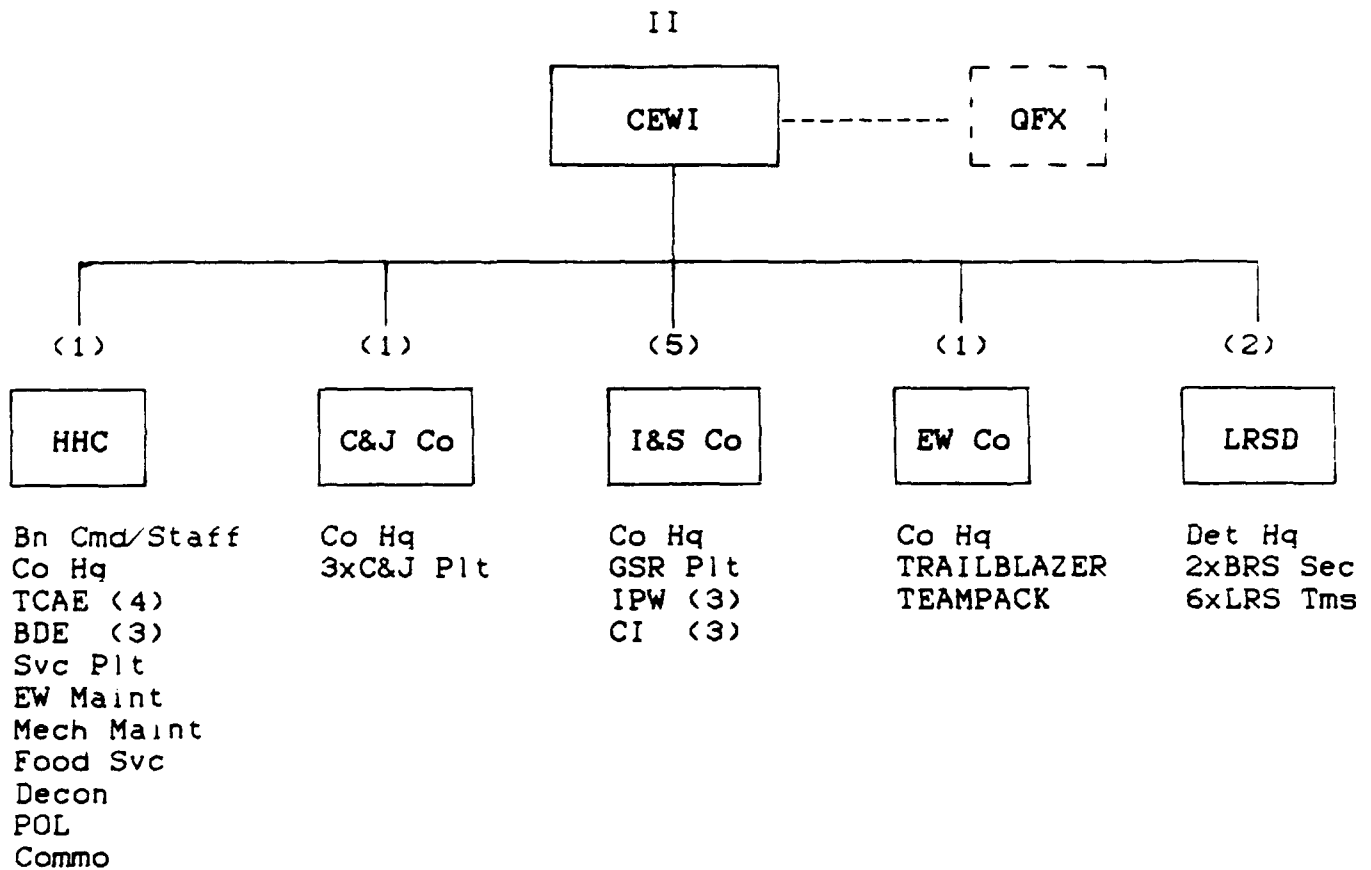 II
CEWI
QFX
(1) (1) (5) (1) (2)
HHC C&J Co I&S Co EW Co LRSD
Bn Cmd/Staff Co Hq Co Hq Co Hq Det Hq
Co Hq 3xC&J Plt GSR Plt TRAILBLAZER 2xBRS Sec
TCAE (4) IPW (3) TEAMPACK 6xLRS Tms
BDE (3) CI (3)
Svc Plt
EW Maint
Mech Maint
Food Svc
Decon
POL
Commo